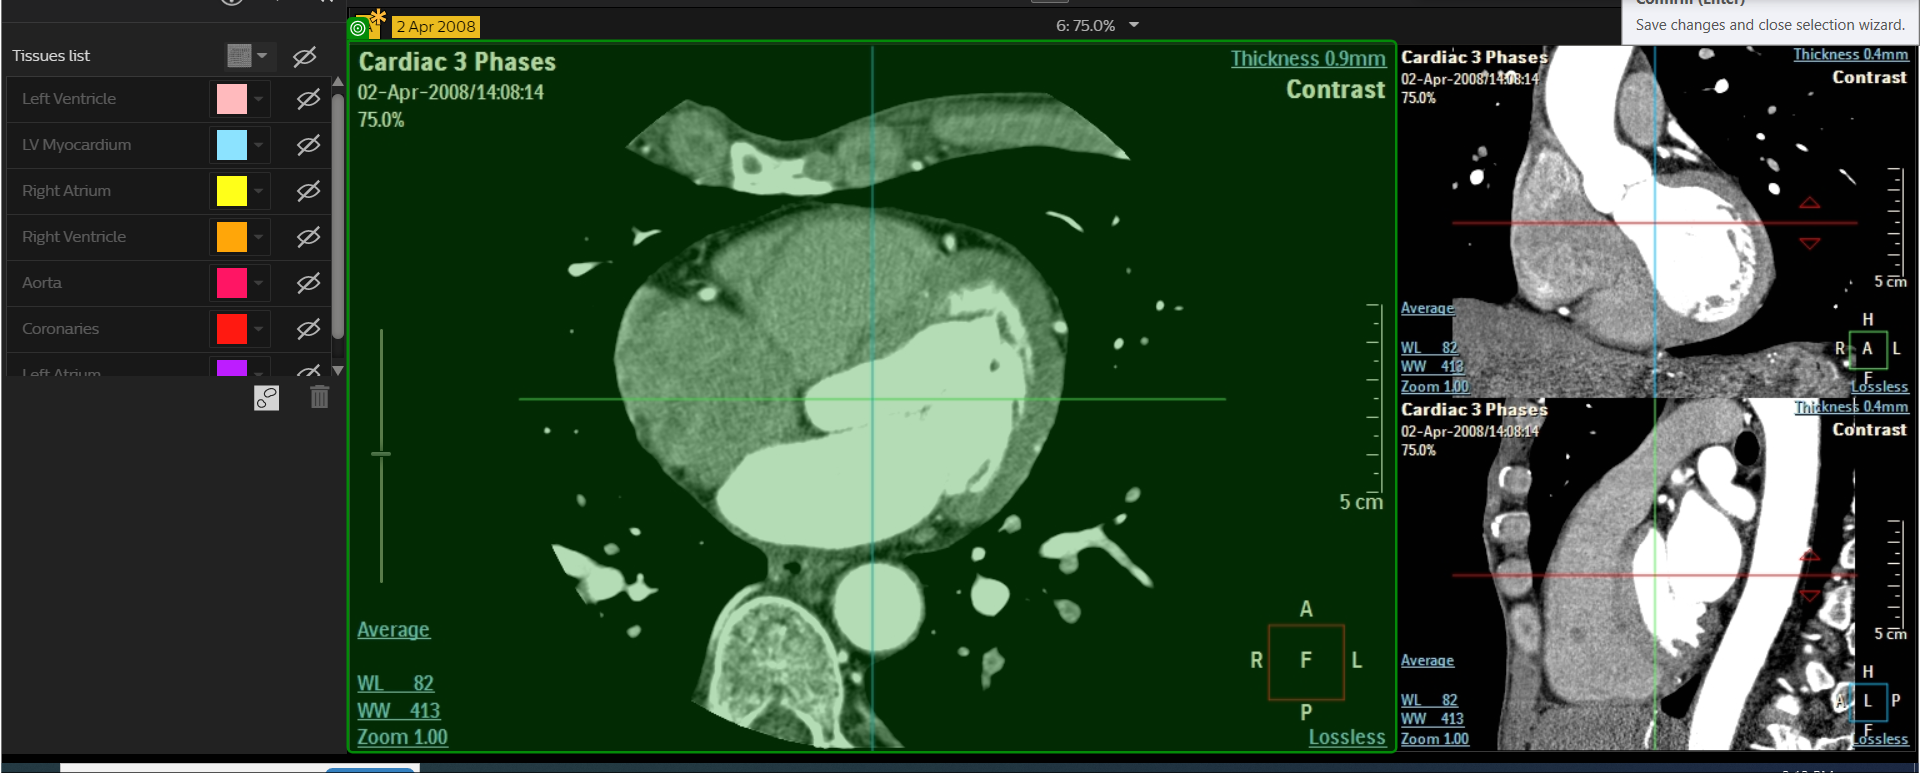 Confirm (Enter)
Save changes and close selection wizard.
2 Apr 2008
6: 75.0%
Tissues list
Left Ventricle
LV Myocardium
Right Atrium
Right Ventricle
Aorta
Coronaries
Left Atrium
Cardiac 3 Phases
02-Apr-2008/14:08:14
75.0%
Thickness 0.9mm
Contrast
5 cm
Average
WL 82
WW 413
Zoom 1.00
A
R F L
P
Lossless
Cardiac 3 Phases
02-Apr-2008/14:08:14
75.0%
Thickness 0.4mm
Contrast
5 cm
Average
WL 82
WW 413
Zoom 1.00
H
R A L
F
Lossless
Cardiac 3 Phases
02-Apr-2008/14:08:14
75.0%
Thickness 0.4mm
Contrast
5 cm
Average
WL 82
WW 413
Zoom 1.00
H
A L P
F
Lossless